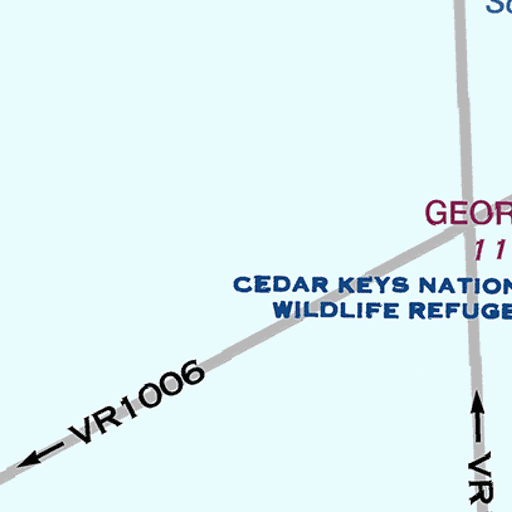 GEOR
11
CEDAR KEYS NATION
WILDLIFE REFUGE
VR1006
VR